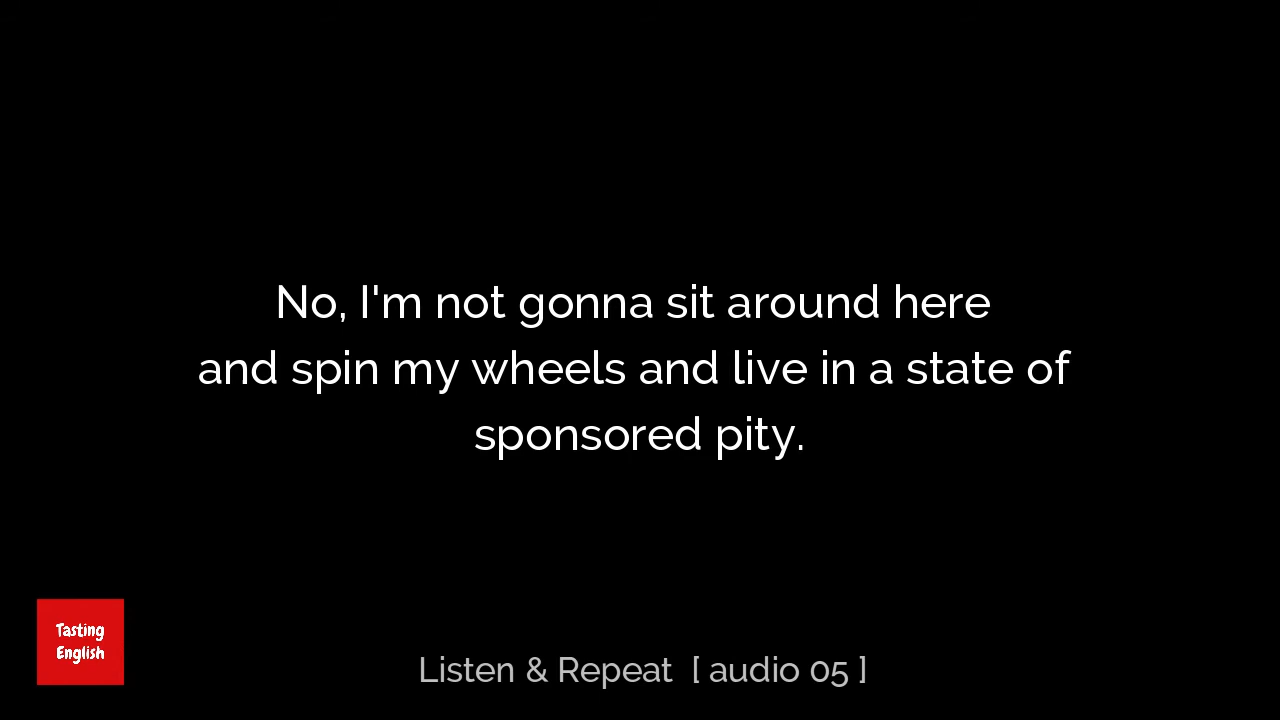 No, I'm not gonna sit around here
and spin my wheels and live in a state of
sponsored pity.
Tasting
English
Listen & Repeat [ audio 05 ]